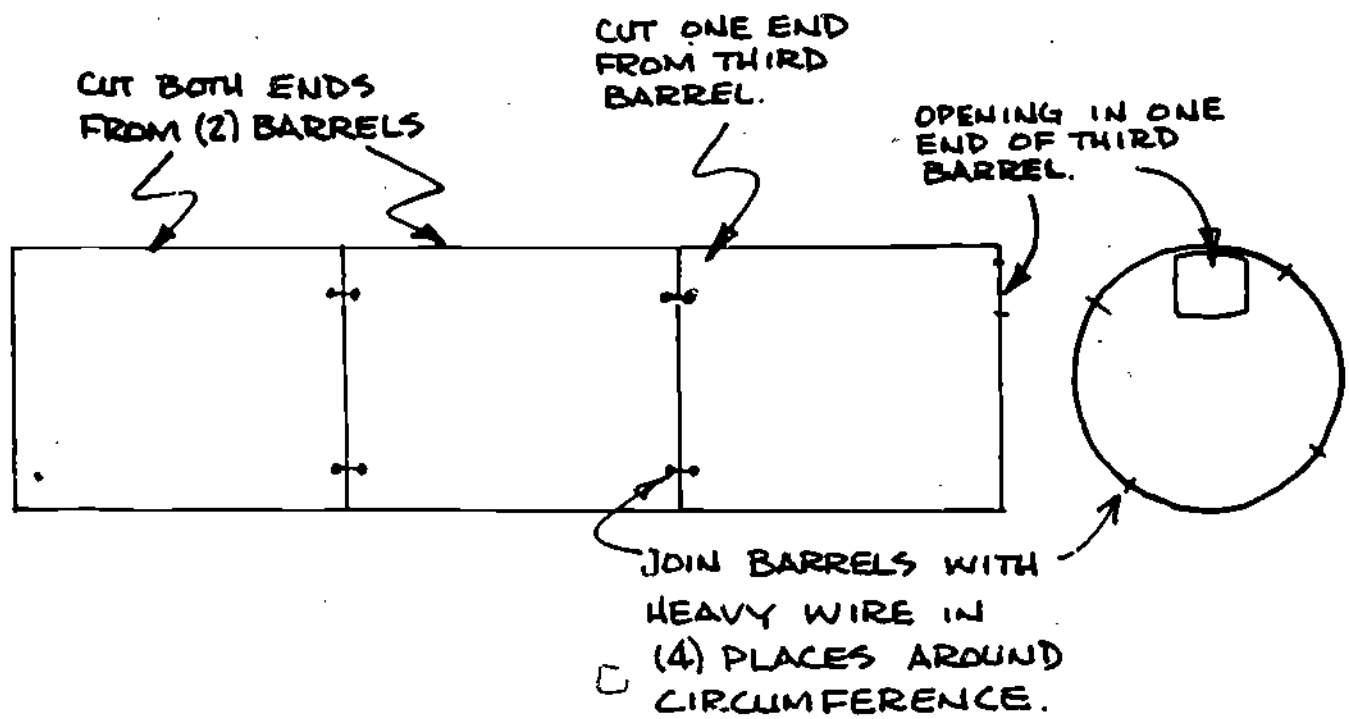 CUT BOTH ENDS
FROM (2) BARRELS
CUT ONE END
FROM THIRD
BARREL.
OPENING IN ONE
END OF THIRD
BARREL.
JOIN BARRELS WITH
HEAVY WIRE IN
(4) PLACES AROUND
CIRCUMFERENCE.